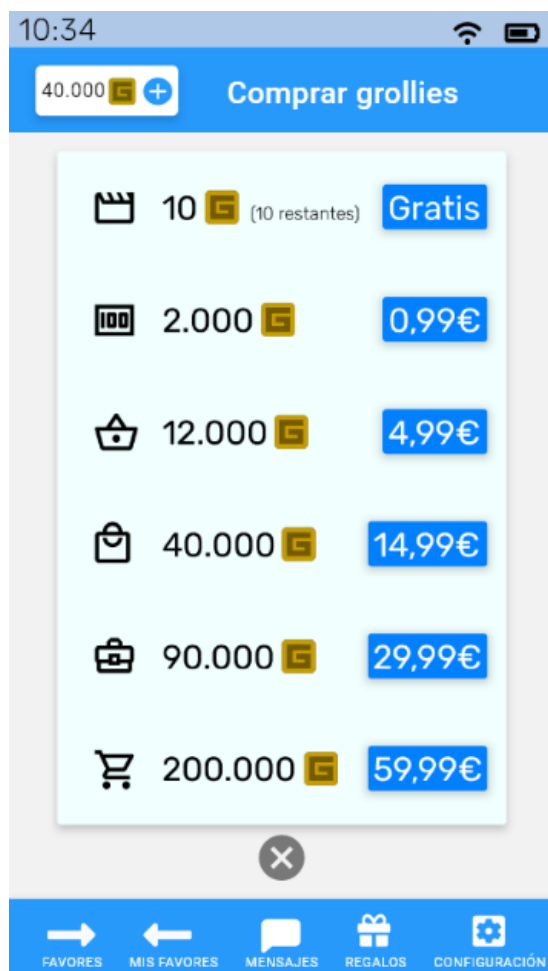 10:34
40.000 G
Comprar grollies
10 G (10 restantes) Gratis
100 2.000 G 0,99€
12.000 G 4,99€
40.000 G 14,99€
90.000 G 29,99€
200.000 G 59,99€
FAVORES MIS FAVORES MENSAJES REGALOS CONFIGURACIÓN